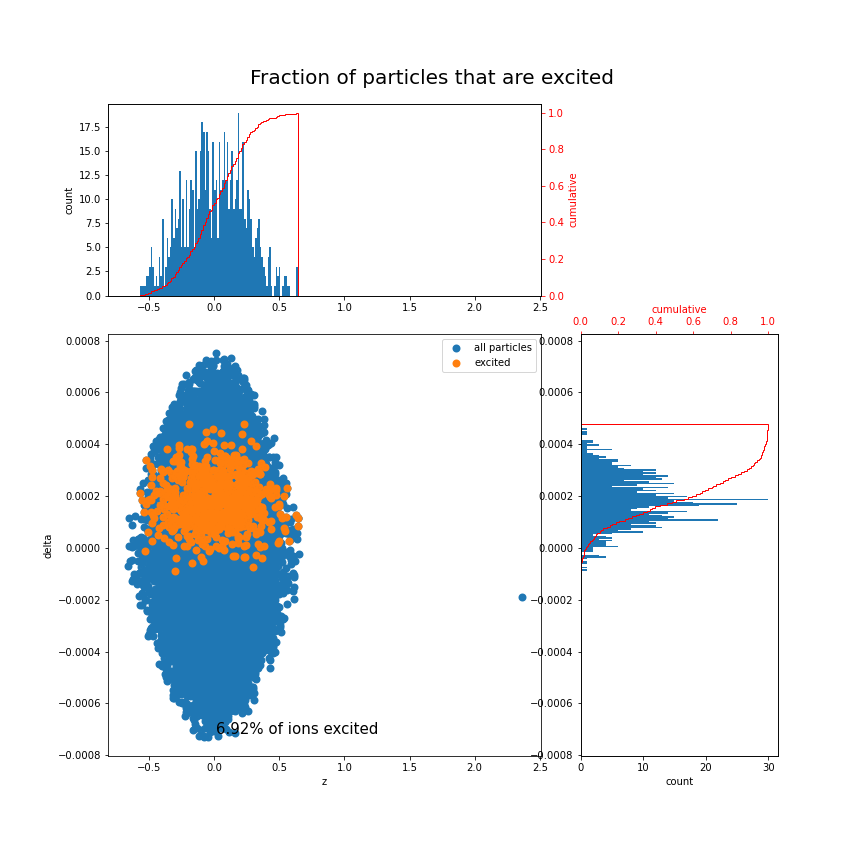 Fraction of particles that are excited
17.5
15.0
12.5
10.0
7.5
5.0
2.5
0.0
count
1.0
0.8
0.6
0.4
0.2
0.0
cumulative
−0.5 0.0 0.5 1.0 1.5 2.0 2.5
cumulative
0.0 0.2 0.4 0.6 0.8 1.0
all particles
excited
0.0008
0.0006
0.0004
0.0002
0.0000
−0.0002
−0.0004
−0.0006
−0.0008
delta
6.92% of ions excited
−0.5 0.0 0.5 1.0 1.5 2.0 2.5
z
0.0008
0.0006
0.0004
0.0002
0.0000
−0.0002
−0.0004
−0.0006
−0.0008
0 10 20 30
count